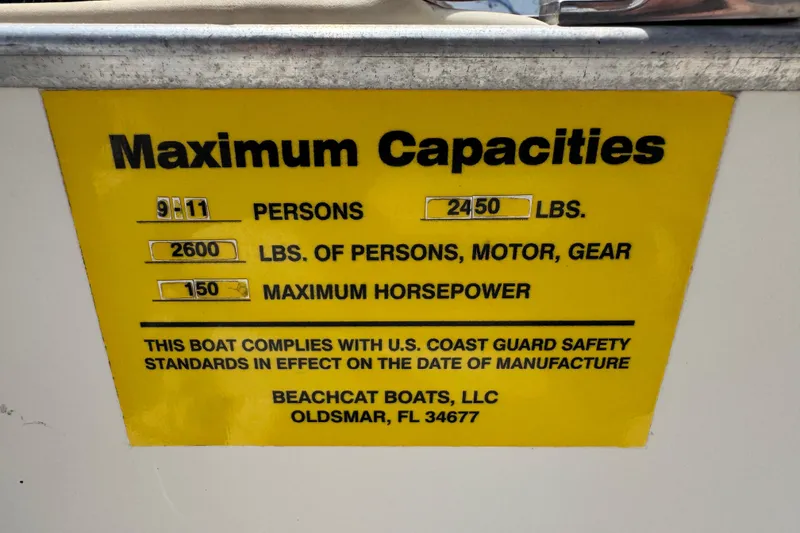 Maximum Capacities
9-11 PERSONS 2450 LBS.
2600 LBS. OF PERSONS, MOTOR, GEAR
150 MAXIMUM HORSEPOWER
THIS BOAT COMPLIES WITH U.S. COAST GUARD SAFETY
STANDARDS IN EFFECT ON THE DATE OF MANUFACTURE
BEACHCAT BOATS, LLC
OLDSMAR, FL 34677